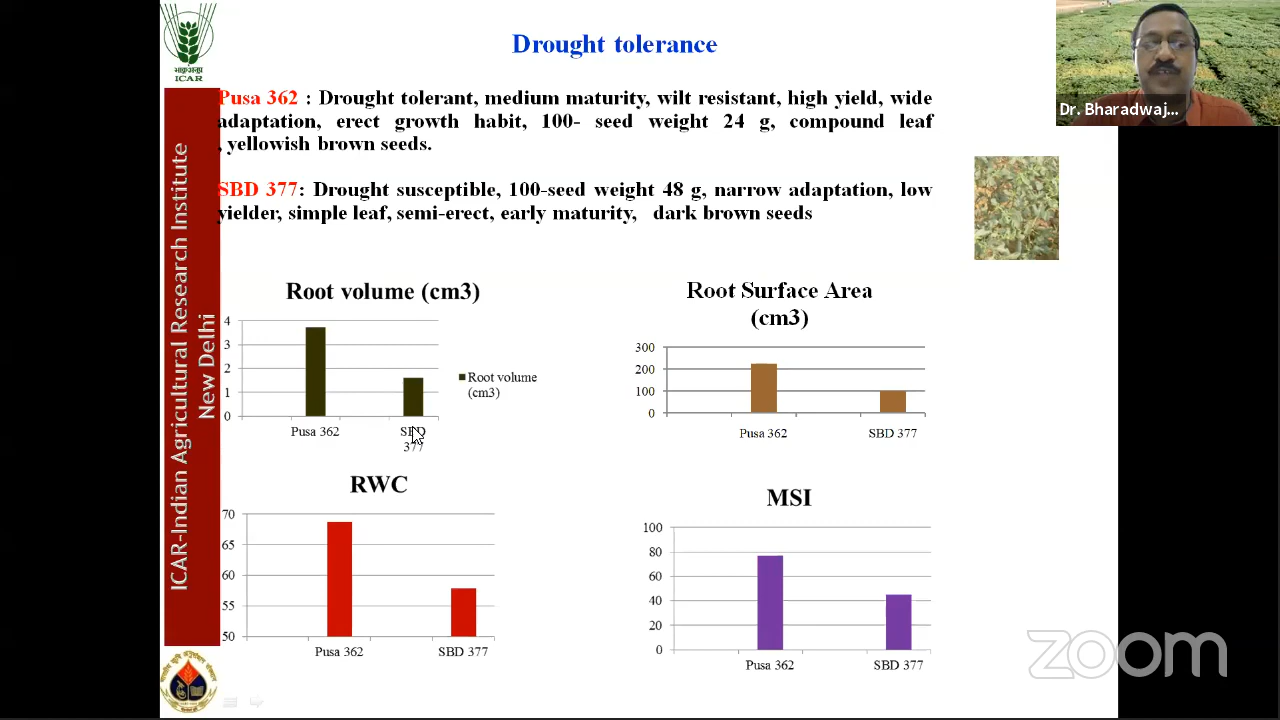 Drought tolerance
ICAR
Pusa 362 : Drought tolerant, medium maturity, wilt resistant, high yield, wide
adaptation, erect growth habit, 100- seed weight 24 g, compound leaf
, yellowish brown seeds.
SBD 377: Drought susceptible, 100-seed weight 48 g, narrow adaptation, low
yielder, simple leaf, semi-erect, early maturity, dark brown seeds
Dr. Bharadwaj...
ICAR-Indian Agricultural Research Institute
New Delhi
Root volume (cm3)
4
3
2
1
0
Pusa 362
SBD
377
Root volume
(cm3)
Root Surface Area
(cm3)
300
200
100
0
Pusa 362
SBD 377
RWC
70
65
60
55
50
Pusa 362
SBD 377
MSI
100
80
60
40
20
0
Pusa 362
SBD 377
zoom